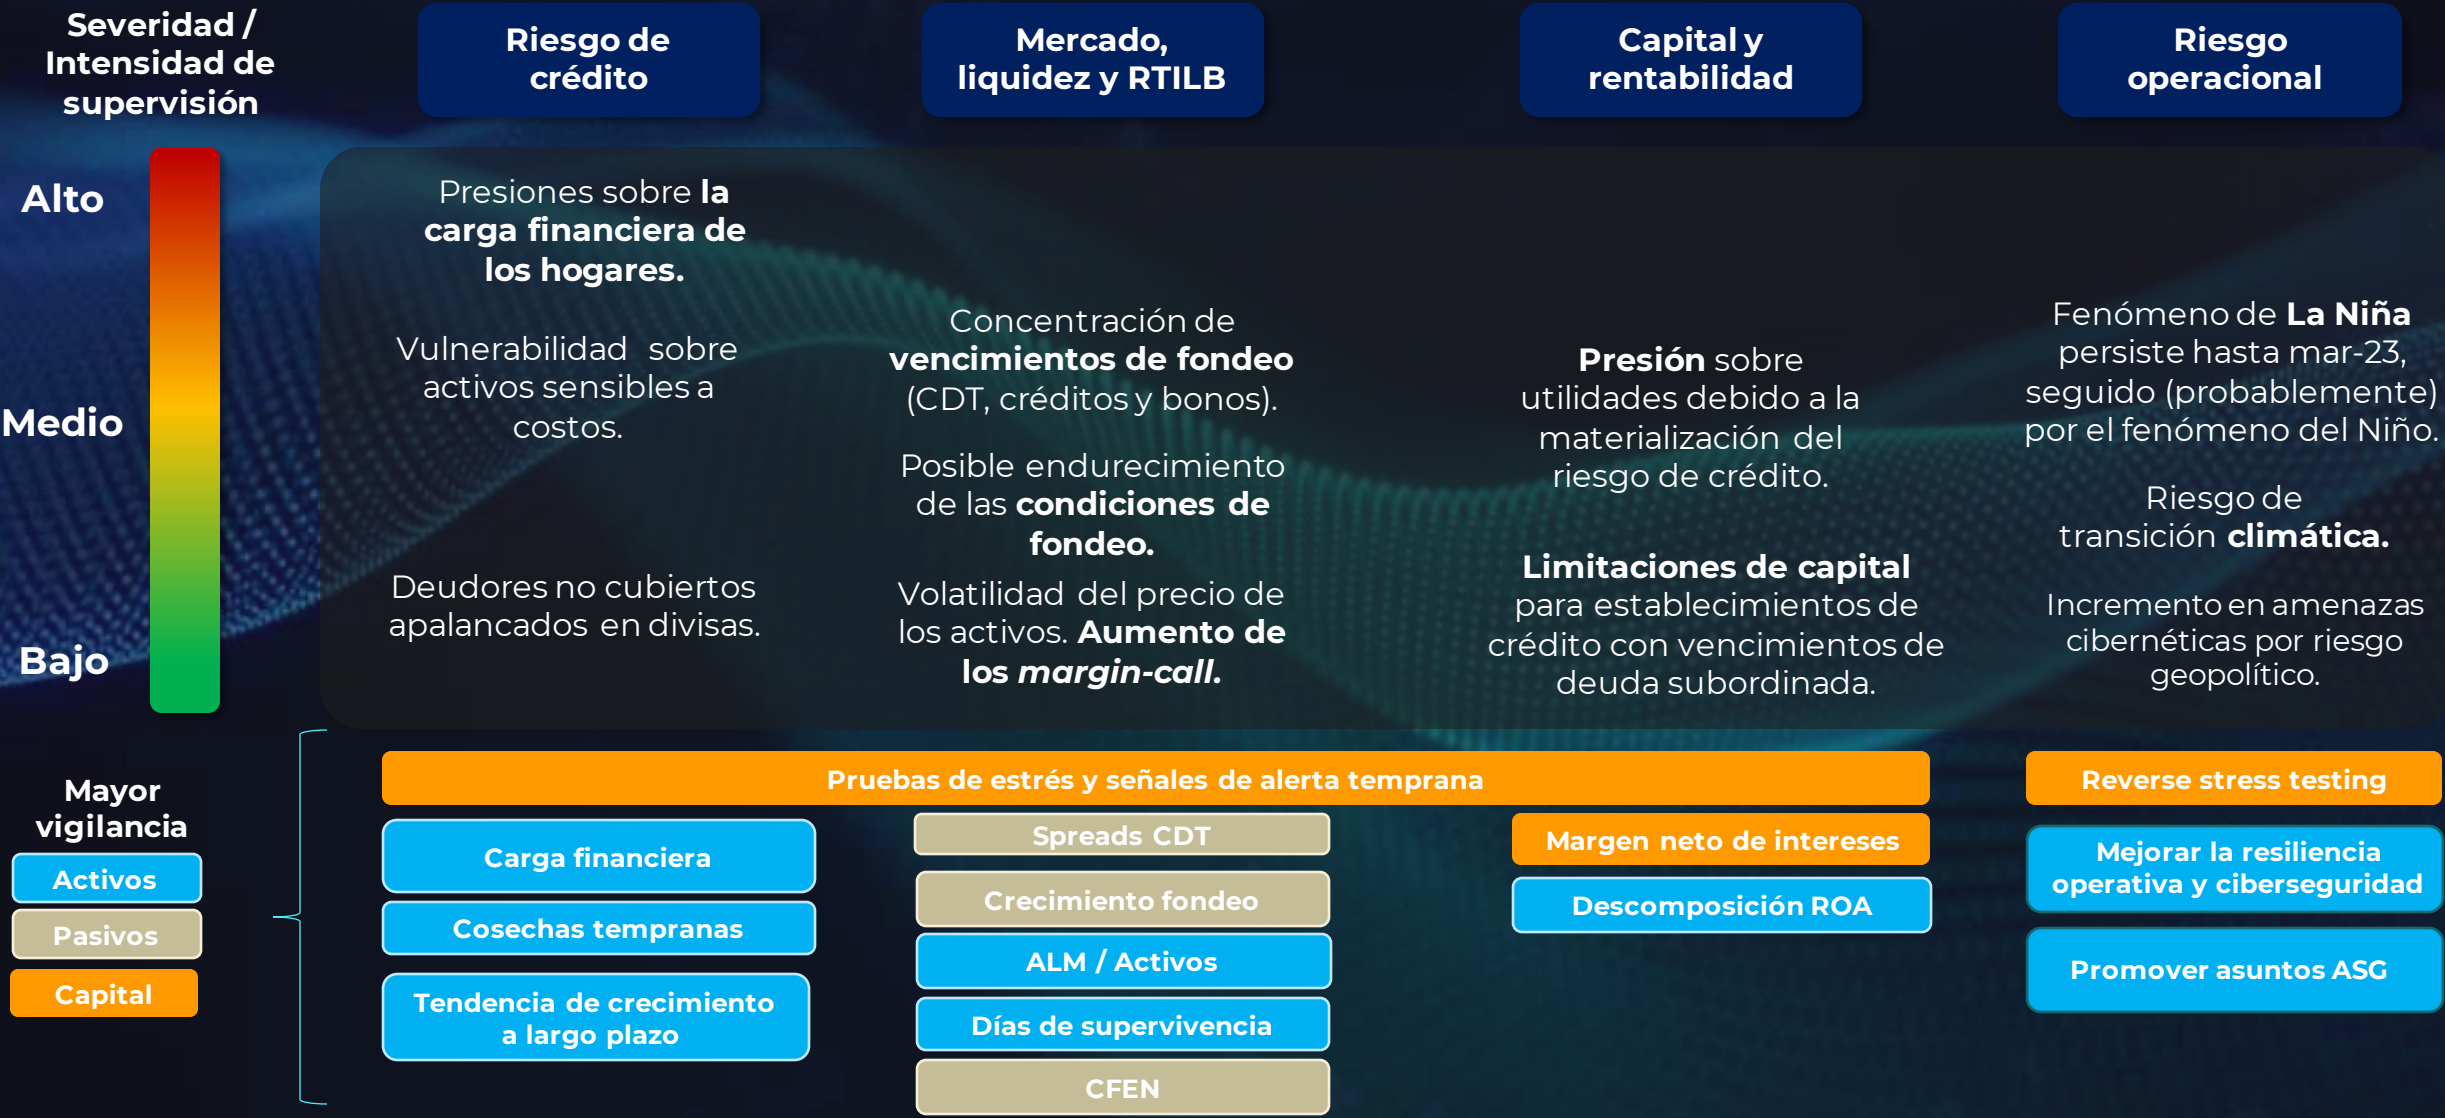 Severidad /
Intensidad de
supervisión
Riesgo de
crédito
Mercado,
liquidez y RTILB
Capital y
rentabilidad
Riesgo
operacional
Alto
Medio
Bajo
Presiones sobre la
carga financiera de
los hogares.
Vulnerabilidad sobre
activos sensibles a
costos.
Deudores no cubiertos
apalancados en divisas.
Concentración de
vencimientos de fondeo
(CDT, créditos y bonos).
Posible endurecimiento
de las condiciones de
fondeo.
Volatilidad del precio de
los activos. Aumento de
los margin-call.
Presión sobre
utilidades debido a la
materialización del
riesgo de crédito.
Limitaciones de capital
para establecimientos de
crédito con vencimientos de
deuda subordinada.
Fenómeno de La Niña
persiste hasta mar-23,
seguido (probablemente)
por el fenómeno del Niño.
Riesgo de
transición climática.
Incremento en amenazas
cibernéticas por riesgo
geopolítico.
Mayor
vigilancia
Activos
Pasivos
Capital
Pruebas de estrés y señales de alerta temprana
Carga financiera
Cosechas tempranas
Tendencia de crecimiento
a largo plazo
Spreads CDT
Crecimiento fondeo
ALM / Activos
Días de supervivencia
CFEN
Margen neto de intereses
Descomposición ROA
Reverse stress testing
Mejorar la resiliencia
operativa y ciberseguridad
Promover asuntos ASG